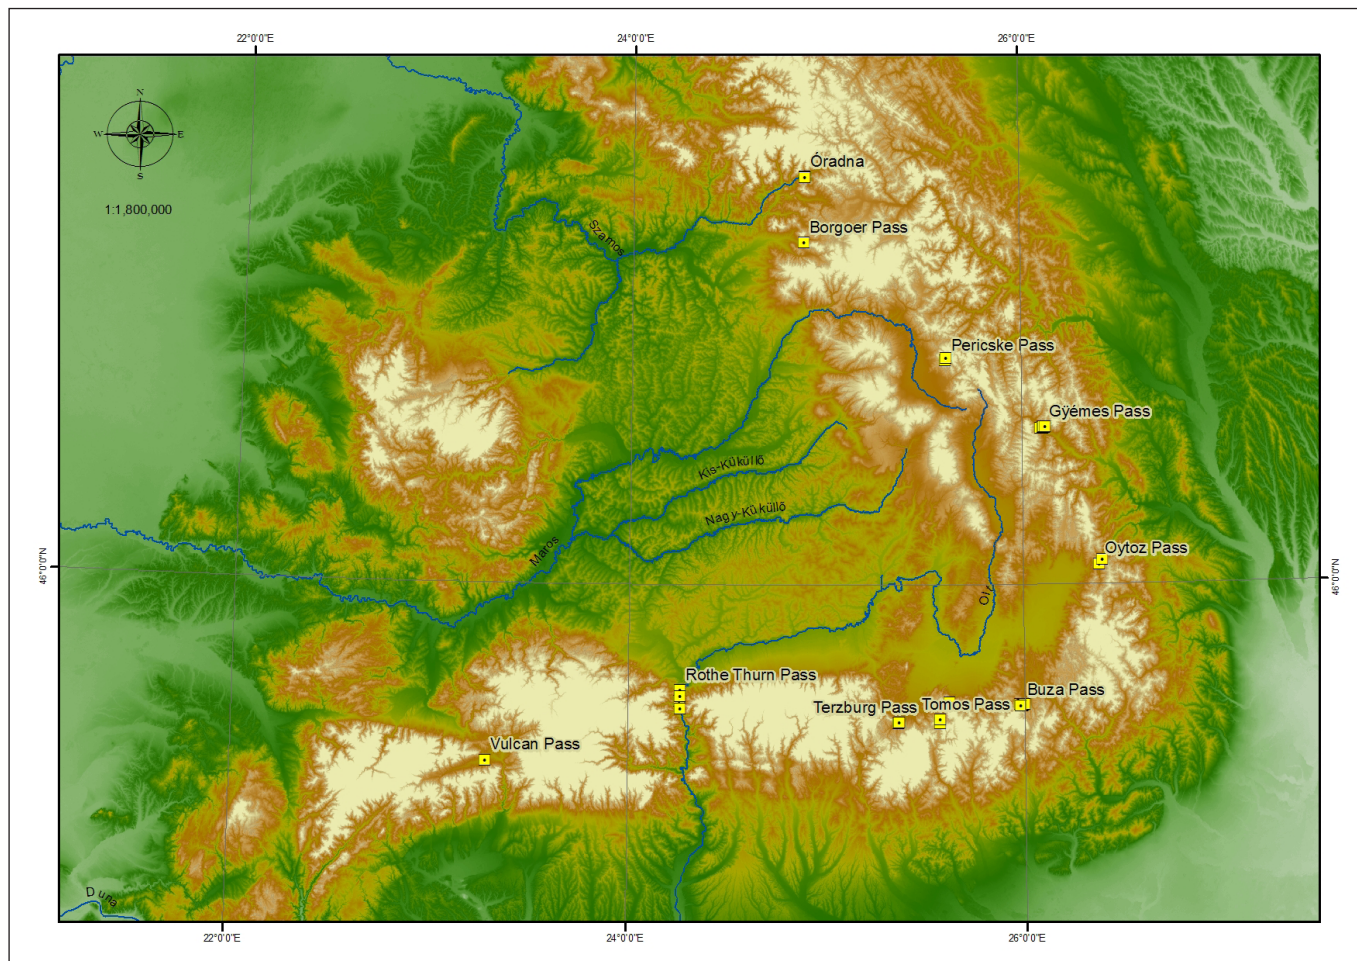 22°0'0"E 24°0'0"E 26°0'0"E
N
W E
S
1:1,800,000
Óradna
Szamos
Borgoer Pass
Pericske Pass
Gÿémes Pass
Kis-Küküllő
Nagy-Küküllő
Maros
Oytoz Pass
46°0'0"N 46°0'0"N
Olt
Rothe Thurn Pass
Buza Pass
Terzburg Pass Tomos Pass
Vulcan Pass
Duna
22°0'0"E 24°0'0"E 26°0'0"E